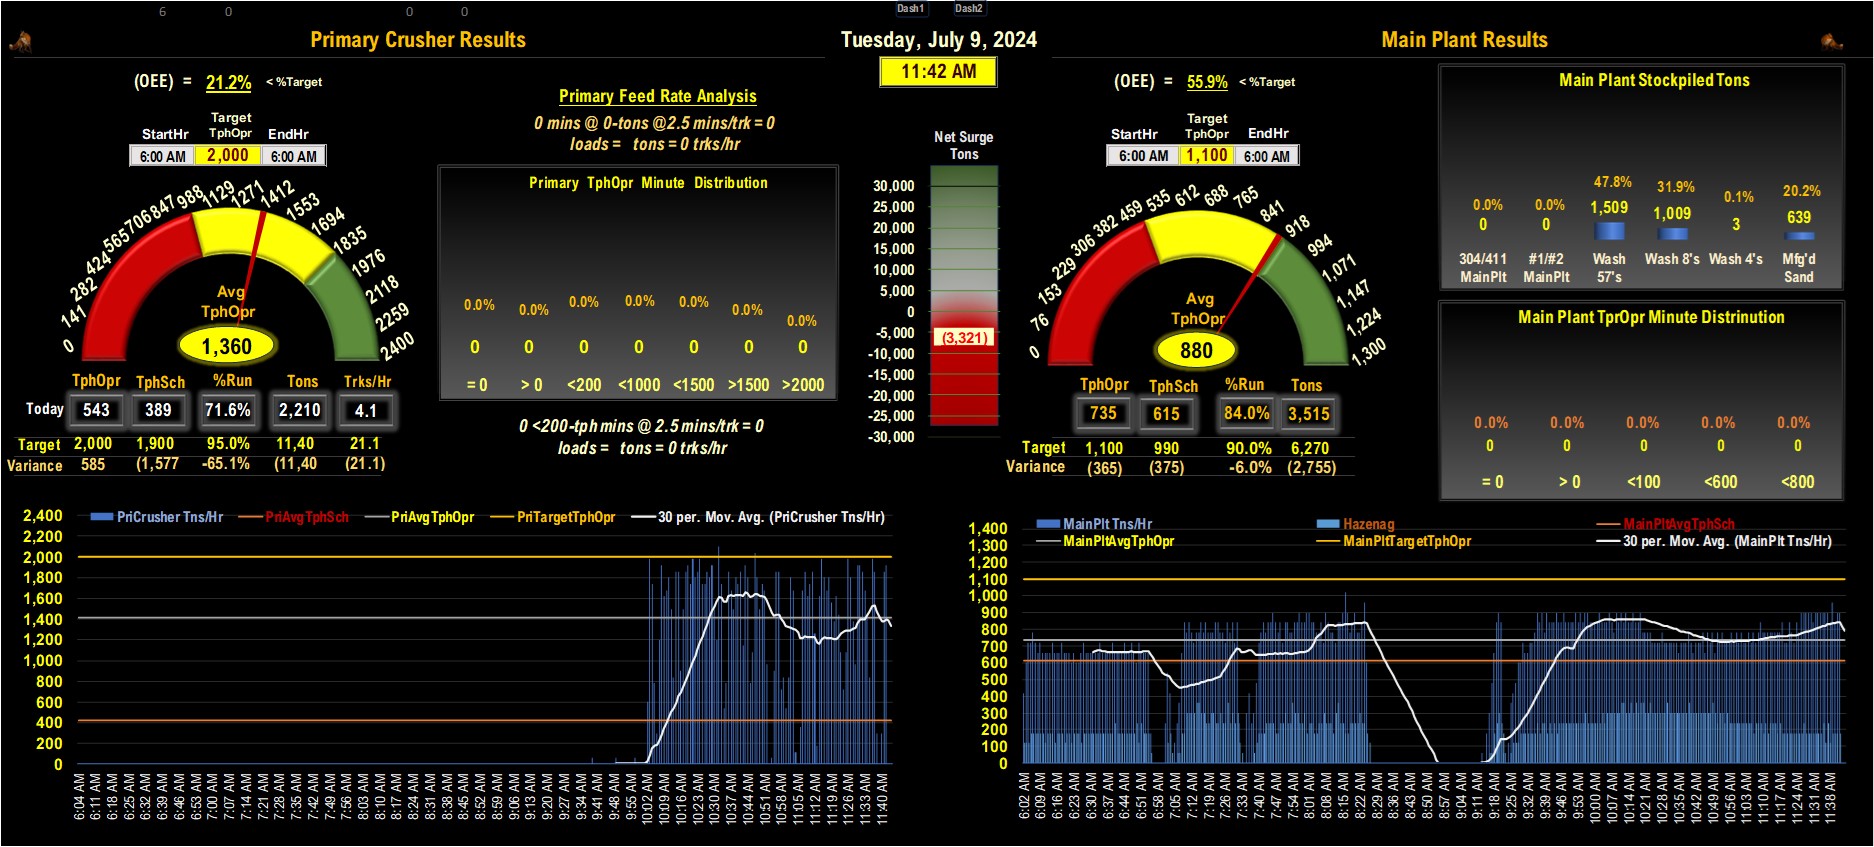 6 0 0 0 Dash1 Dash2
Primary Crusher Results
Tuesday, July 9, 2024
Main Plant Results
11:42 AM
(OEE) = 21.2% < %Target
Target
StartHr TphOpr EndHr
6:00 AM 2,000 6:00 AM
0 141 282 424 565 706 847 988 1129 1271 1412 1553 1694 1835 1976 2118 2259 2400
Avg
TphOpr
1,360
TphOpr TphSch %Run Tons Trks/Hr
Today 543 389 71.6% 2,210 4.1
Target 2,000 1,900 95.0% 11,40 21.1
Variance 585 (1,577 -65.1% (11,40 (21.1)
Primary Feed Rate Analysis
0 mins @ 0-tons @2.5 mins/trk = 0
loads = tons = 0 trks/hr
Primary TphOpr Minute Distribution
0.0% 0.0% 0.0% 0.0% 0.0% 0.0% 0.0%
0 0 0 0 0 0 0
= 0 > 0 <200 <1000 <1500 >1500 >2000
0 <200-tph mins @ 2.5 mins/trk = 0
loads = tons = 0 trks/hr
Net Surge
Tons
30,000
25,000
20,000
15,000
10,000
5,000
0
-5,000
(3,321)
-10,000
-15,000
-20,000
-25,000
-30,000
(OEE) = 55.9% < %Target
Target
StartHr TphOpr EndHr
6:00 AM 1,100 6:00 AM
0 76 153 229 306 382 459 535 612 688 765 841 918 994 1,071 1,147 1,224 1,300
Avg
TphOpr
880
TphOpr TphSch %Run Tons
735 615 84.0% 3,515
Target 1,100 990 90.0% 6,270
Variance (365) (375) -6.0% (2,755)
Main Plant Stockpiled Tons
0.0% 0.0% 47.8% 31.9% 0.1% 20.2%
0 0 1,509 1,009 3 639
304/411 #1/#2 Wash Wash 8's Wash 4's Mfg'd
MainPlt MainPlt 57's Sand
Main Plant TprOpr Minute Distrinution
0.0% 0.0% 0.0% 0.0% 0.0%
0 0 0 0 0
= 0 > 0 <100 <600 <800
PriCrusher Tns/Hr PriAvgTphSch PriAvgTphOpr PriTargetTphOpr 30 per. Mov. Avg. (PriCrusher Tns/Hr)
2,400
2,200
2,000
1,800
1,600
1,400
1,200
1,000
800
600
400
200
0
6:04 AM 6:11 AM 6:18 AM 6:25 AM 6:32 AM 6:39 AM 6:46 AM 6:53 AM 7:00 AM 7:07 AM 7:14 AM 7:21 AM 7:28 AM 7:35 AM 7:42 AM 7:49 AM 7:56 AM 8:03 AM 8:10 AM 8:17 AM 8:24 AM 8:31 AM 8:38 AM 8:45 AM 8:52 AM 8:59 AM 9:06 AM 9:13 AM 9:20 AM 9:27 AM 9:34 AM 9:41 AM 9:48 AM 9:55 AM 10:02 AM 10:09 AM 10:16 AM 10:23 AM 10:30 AM 10:37 AM 10:44 AM 10:51 AM 10:58 AM 11:05 AM 11:12 AM 11:19 AM 11:26 AM 11:33 AM 11:40 AM
MainPlt Tns/Hr Hazenag MainPltAvgTphSch
MainPltAvgTphOpr MainPltTargetTphOpr 30 per. Mov. Avg. (MainPlt Tns/Hr)
1,400
1,300
1,200
1,100
1,000
900
800
700
600
500
400
300
200
100
0
6:02 AM 6:09 AM 6:16 AM 6:23 AM 6:30 AM 6:37 AM 6:44 AM 6:51 AM 6:58 AM 7:05 AM 7:12 AM 7:19 AM 7:26 AM 7:33 AM 7:40 AM 7:47 AM 7:54 AM 8:01 AM 8:08 AM 8:15 AM 8:22 AM 8:29 AM 8:36 AM 8:43 AM 8:50 AM 8:57 AM 9:04 AM 9:11 AM 9:18 AM 9:25 AM 9:32 AM 9:39 AM 9:46 AM 9:53 AM 10:00 AM 10:07 AM 10:14 AM 10:21 AM 10:28 AM 10:35 AM 10:42 AM 10:49 AM 10:56 AM 11:03 AM 11:10 AM 11:17 AM 11:24 AM 11:31 AM 11:38 AM